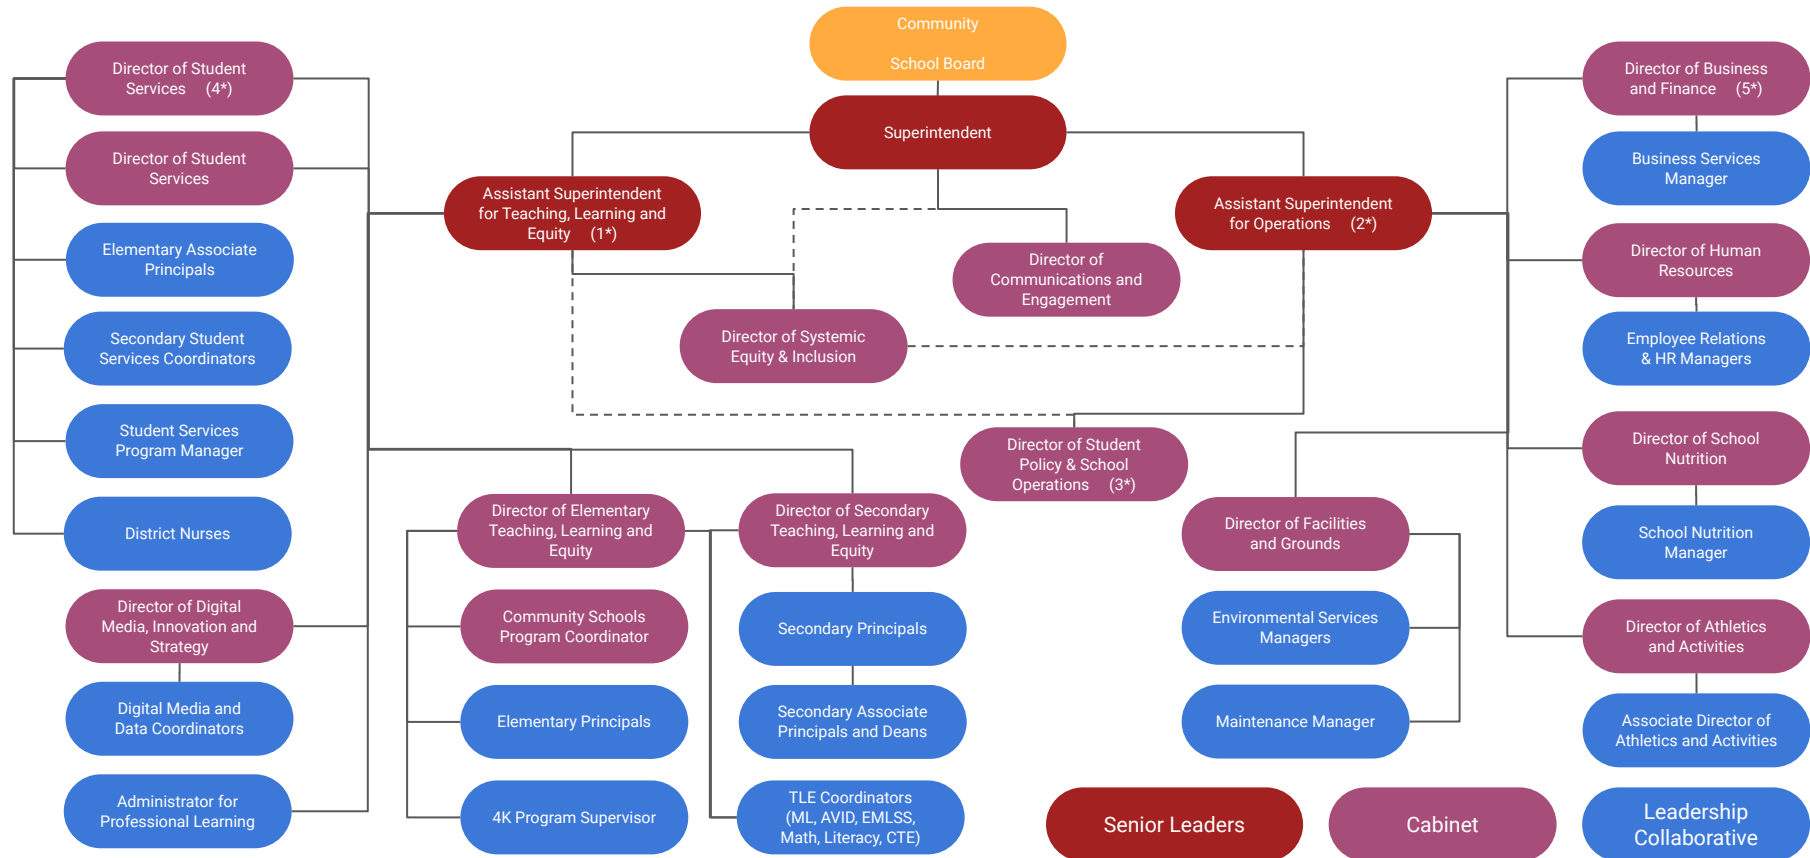 Community
School Board
Superintendent
Assistant Superintendent
for Teaching, Learning and
Equity (1*)
Assistant Superintendent
for Operations (2*)
Director of
Communications and
Engagement
Director of Systemic
Equity & Inclusion
Director of Student
Policy & School
Operations (3*)
Director of Student
Services (4*)
Director of Student
Services
Elementary Associate
Principals
Secondary Student
Services Coordinators
Student Services
Program Manager
District Nurses
Director of Digital
Media, Innovation and
Strategy
Digital Media and
Data Coordinators
Administrator for
Professional Learning
Director of Elementary
Teaching, Learning and
Equity
Community Schools
Program Coordinator
Elementary Principals
4K Program Supervisor
Director of Secondary
Teaching, Learning and
Equity
Secondary Principals
Secondary Associate
Principals and Deans
TLE Coordinators
(ML, AVID, EMLSS,
Math, Literacy, CTE)
Director of Facilities
and Grounds
Environmental Services
Managers
Maintenance Manager
Director of Business
and Finance (5*)
Business Services
Manager
Director of Human
Resources
Employee Relations
& HR Managers
Director of School
Nutrition
School Nutrition
Manager
Director of Athletics
and Activities
Associate Director of
Athletics and Activities
Senior Leaders
Cabinet
Leadership
Collaborative